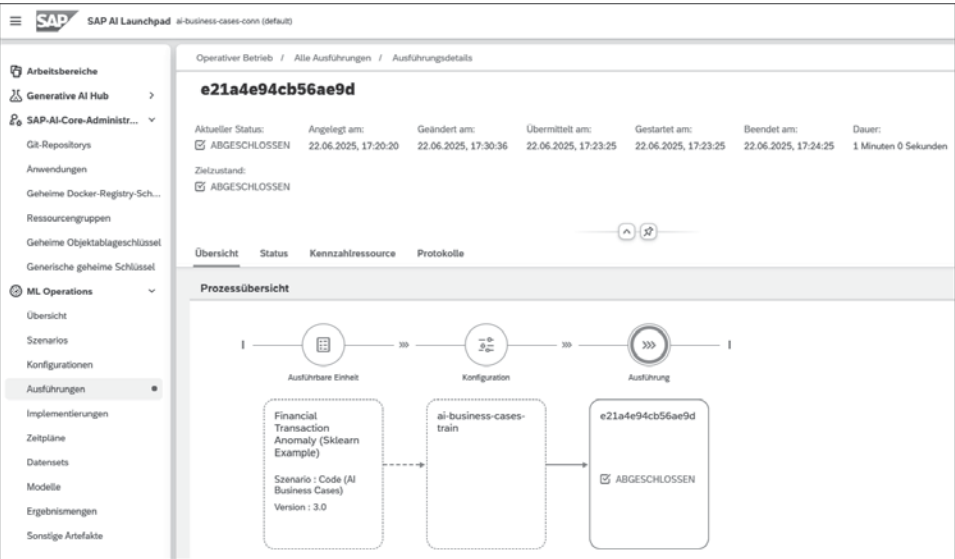 SAP SAP AI Launchpad ai-business-cases-conn (default)
Arbeitsbereiche
Generative AI Hub
SAP-AI-Core-Administr...
Git-Repositorys
Anwendungen
Geheime Docker-Registry-Sch...
Ressourcengruppen
Geheime Objektablageschlüssel
Generische geheime Schlüssel
ML Operations
Übersicht
Szenarios
Konfigurationen
Ausführungen
Implementierungen
Zeitpläne
Datensets
Modelle
Ergebnismengen
Sonstige Artefakte
Operativer Betrieb / Alle Ausführungen / Ausführungsdetails
e21a4e94cb56ae9d
Aktueller Status: Angelegt am: Geändert am: Übermittelt am: Gestartet am: Beendet am: Dauer:
ABGESCHLOSSEN 22.06.2025, 17:20:20 22.06.2025, 17:30:36 22.06.2025, 17:23:25 22.06.2025, 17:23:25 22.06.2025, 17:24:25 1 Minuten 0 Sekunden
Zielzustand:
ABGESCHLOSSEN
Übersicht Status Kennzahlressource Protokolle
Prozessübersicht
Ausführbare Einheit Konfiguration Ausführung
Financial
Transaction
Anomaly (Sklearn
Example)
Szenario : Code (AI
Business Cases)
Version : 3.0
ai-business-cases-
train
e21a4e94cb56ae9d
ABGESCHLOSSEN